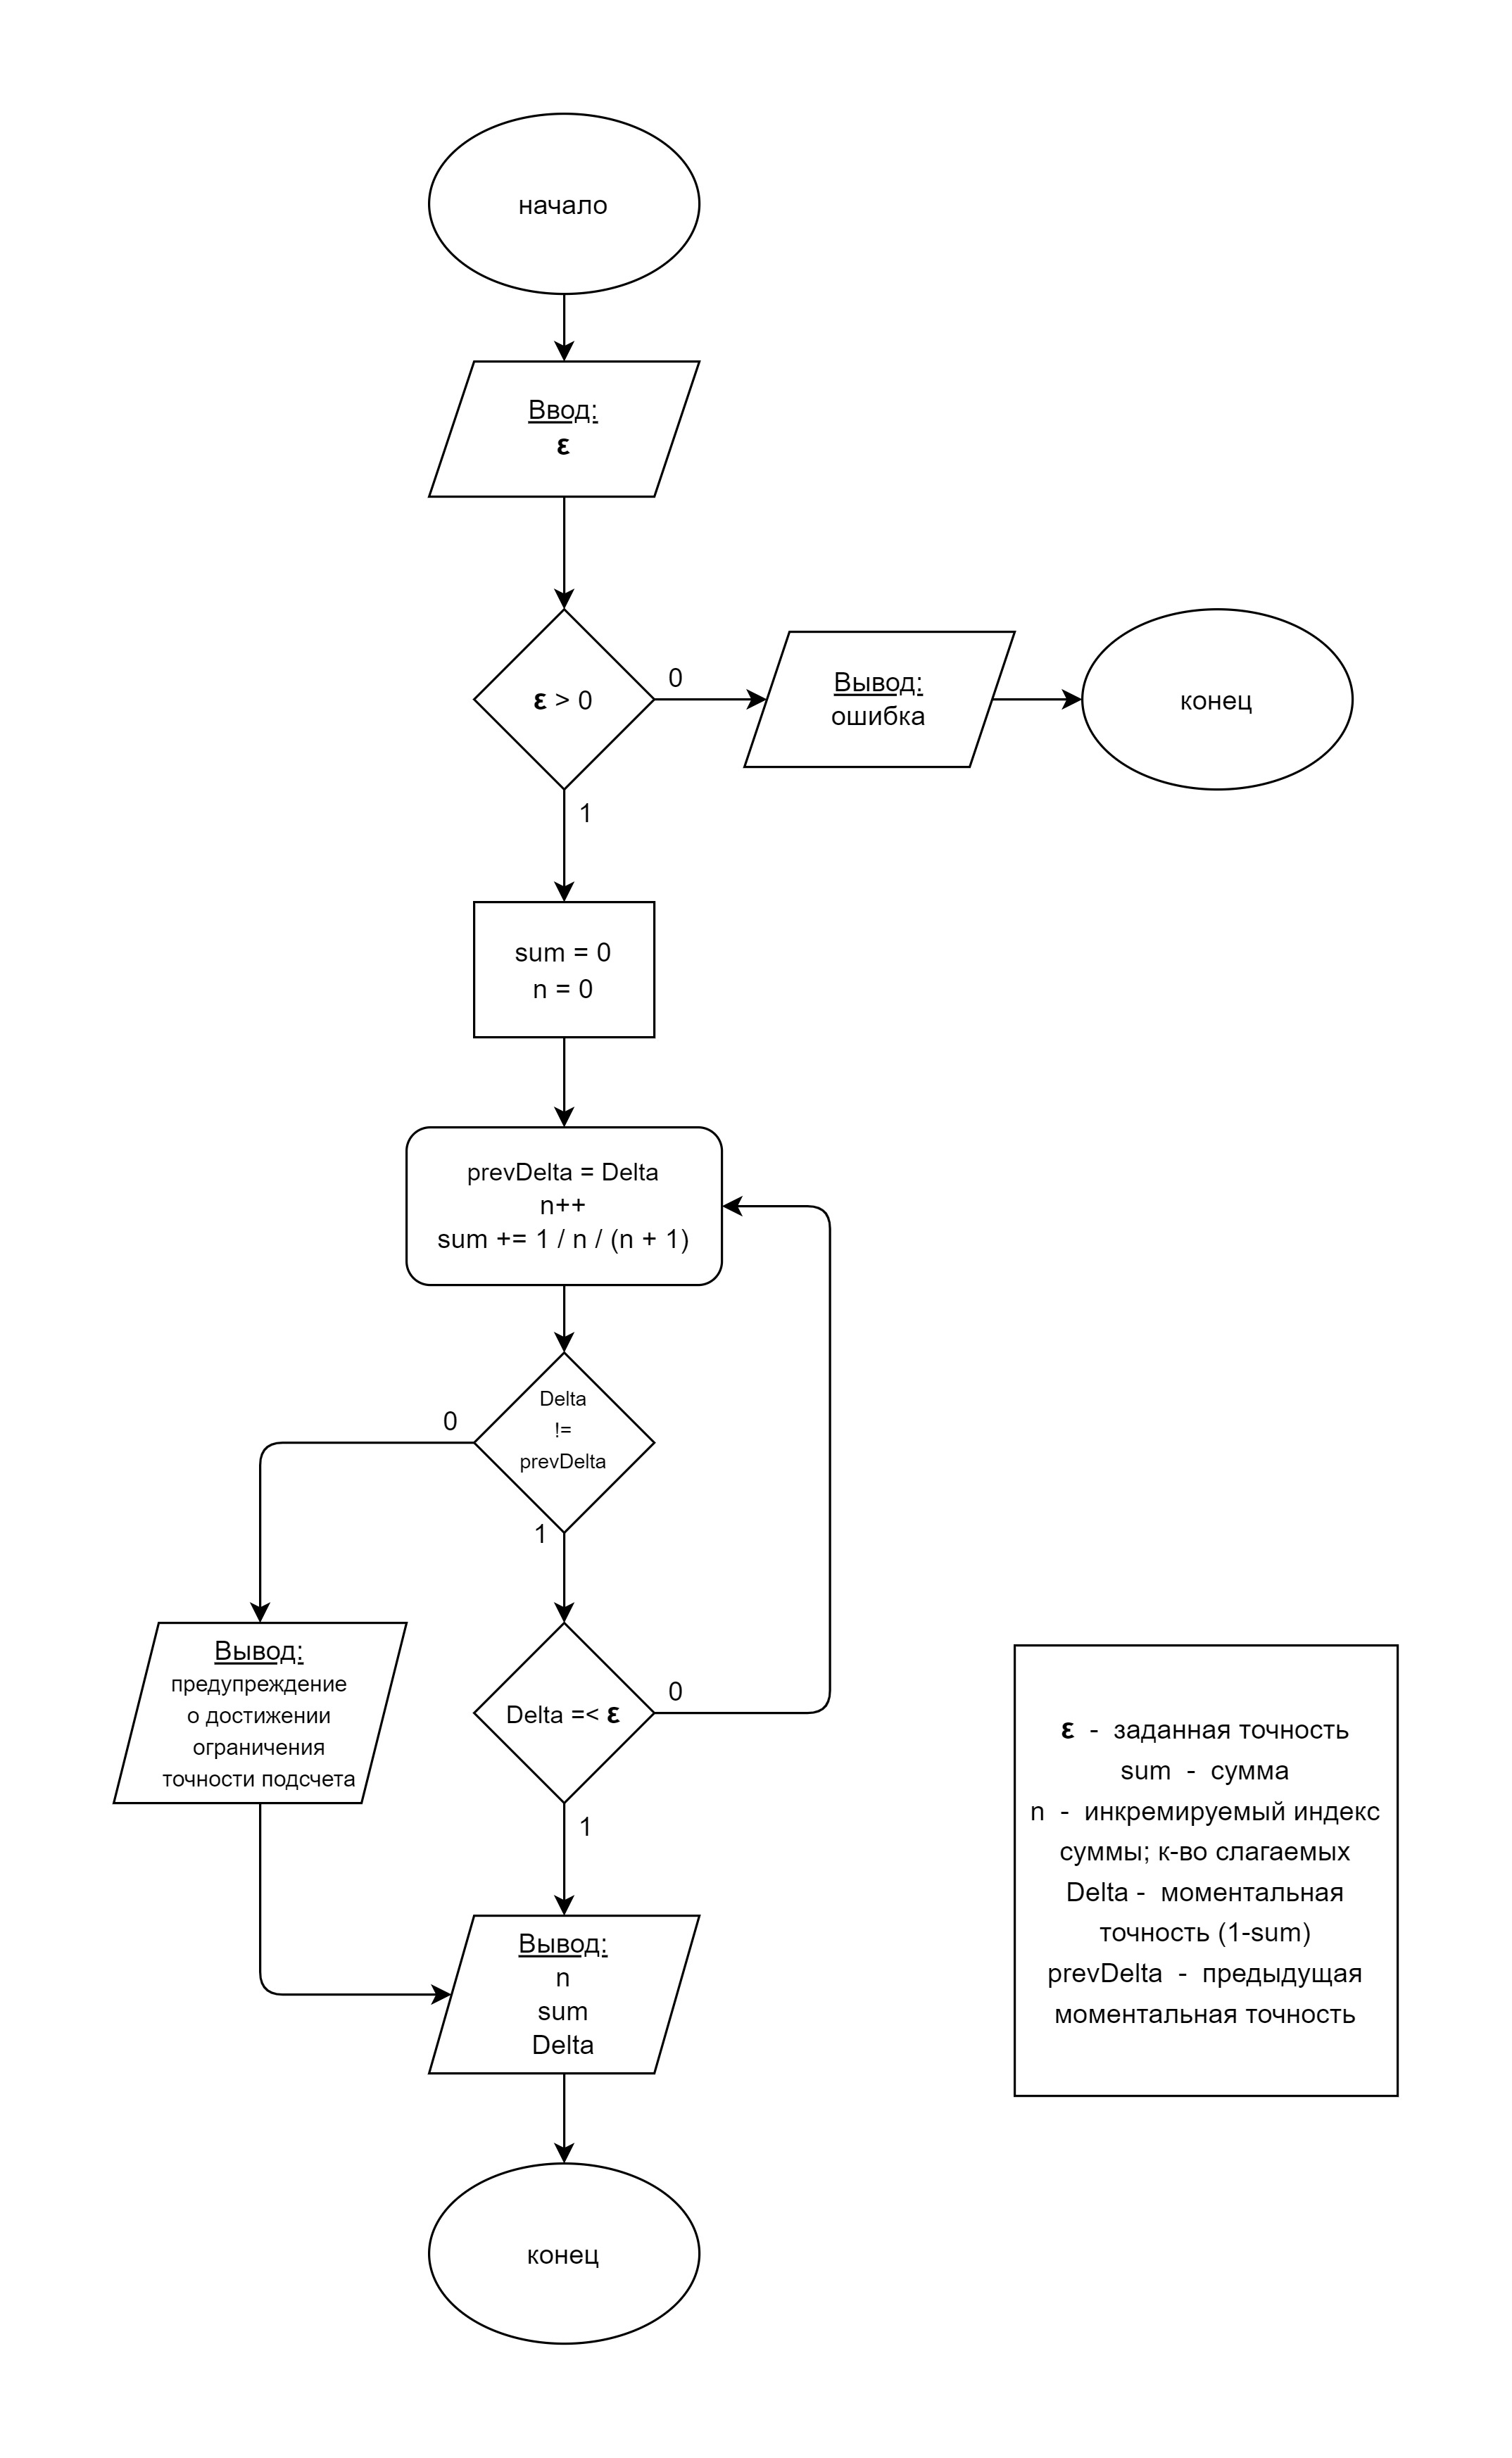 начало
Ввод:
ε
ε > 0
0
Вывод:
ошибка
конец
1
sum = 0
n = 0
prevDelta = Delta
n++
sum += 1 / n / (n + 1)
Delta
!=
prevDelta
0
1
Вывод:
предупреждение
о достижении
ограничения
точности подсчета
Delta =< ε
0
1
Вывод:
n
sum
Delta
конец
ε - заданная точность
sum - сумма
n - инкремируемый индекс
суммы; к-во слагаемых
Delta - моментальная
точность (1-sum)
prevDelta - предыдущая
моментальная точность